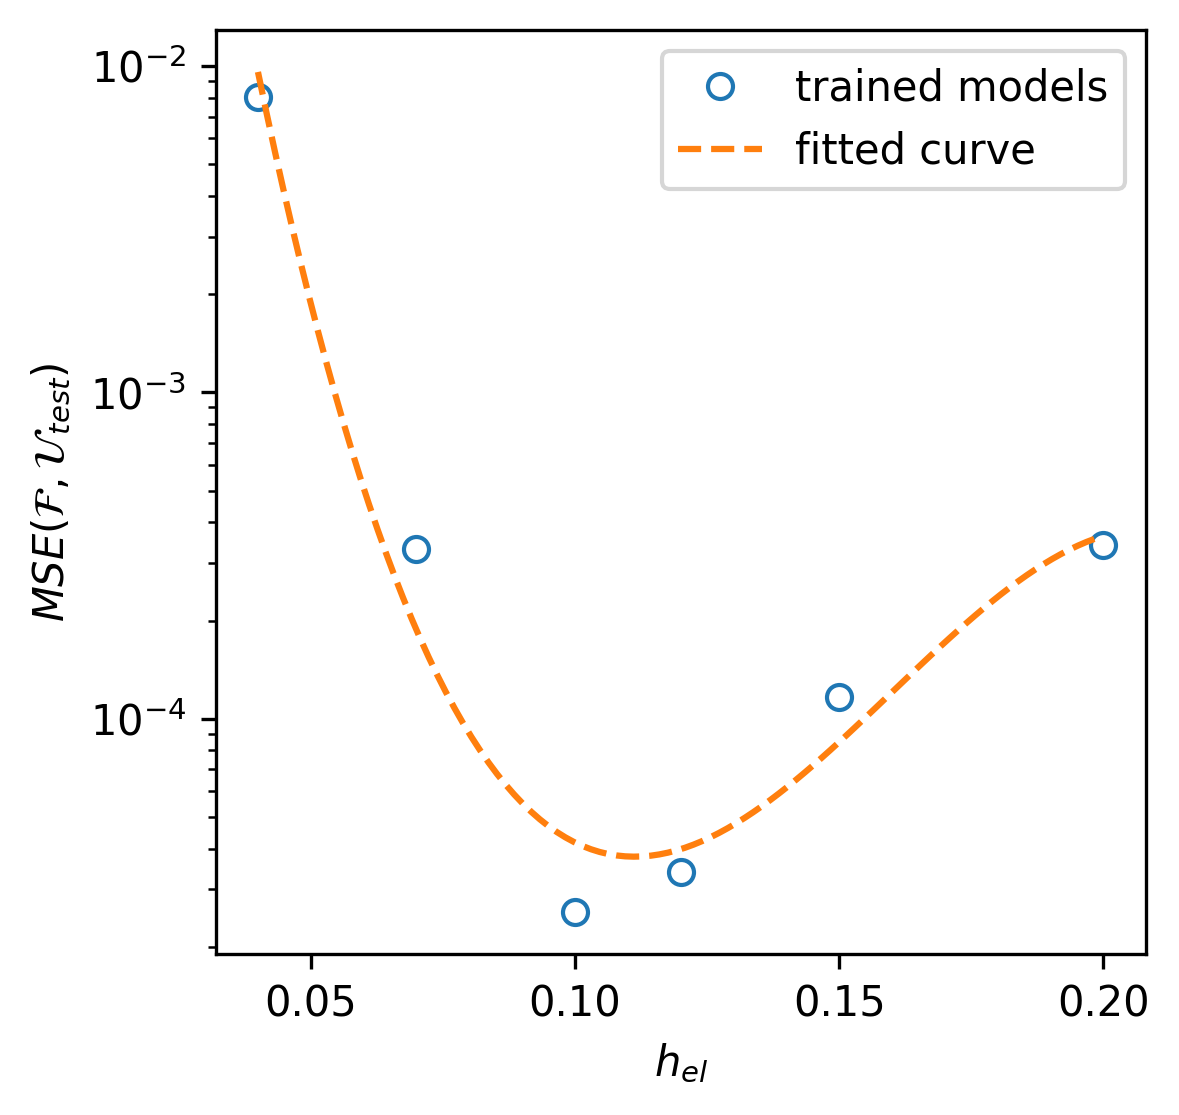 10⁻²
10⁻³
10⁻⁴
MSE(ℱ, 𝒰_test)
trained models
fitted curve
0.05 0.10 0.15 0.20
h_el